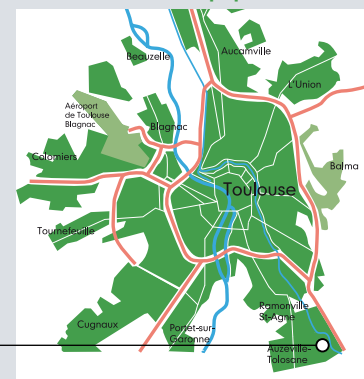 Beauzelle
Aucamville
L'Union
Aéroport
de Toulouse
Blagnac
Blagnac
Colomiers
Balma
Toulouse
Tournefeuille
Ramonville
St-Agne
Cugnaux
Portet-sur-
Garonne
Auzeville-
Tolosane